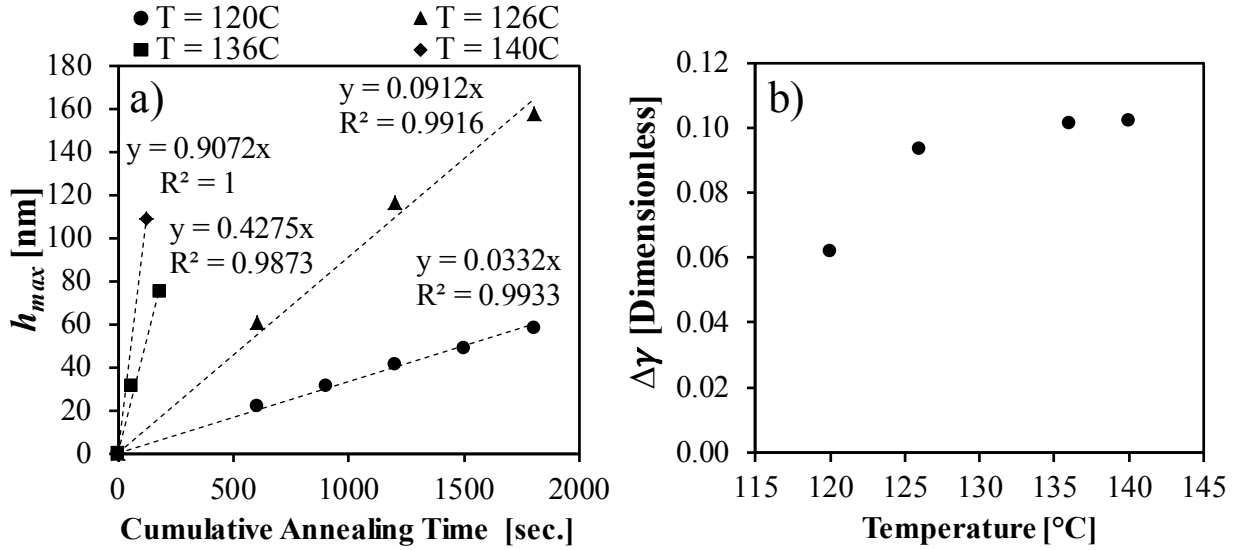 T = 120C T = 126C
T = 136C T = 140C
a)
180
160
140
120
100
80
60
40
20
0
h_max [nm]
y = 0.0912x
R² = 0.9916
y = 0.9072x
R² = 1
y = 0.4275x
R² = 0.9873
y = 0.0332x
R² = 0.9933
0 500 1000 1500 2000
Cumulative Annealing Time [sec.]
b)
0.12
0.10
0.08
0.06
0.04
0.02
0.00
Δγ [Dimensionless]
115 120 125 130 135 140 145
Temperature [°C]